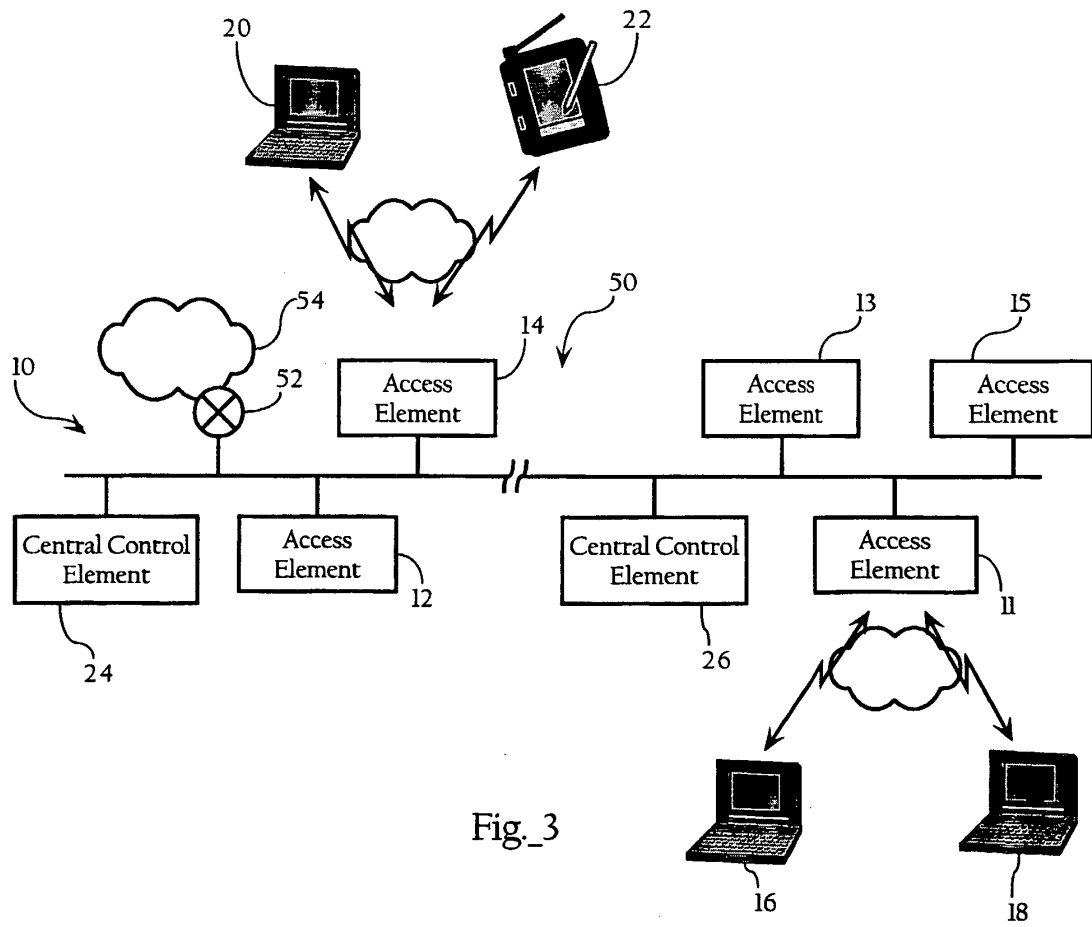 20
22
54
50
10
52
14
13
15
Access
Element
Access
Element
Access
Element
Central Control
Element
Access
Element
Central Control
Element
Access
Element
12
11
24
26
Fig._3
16
18